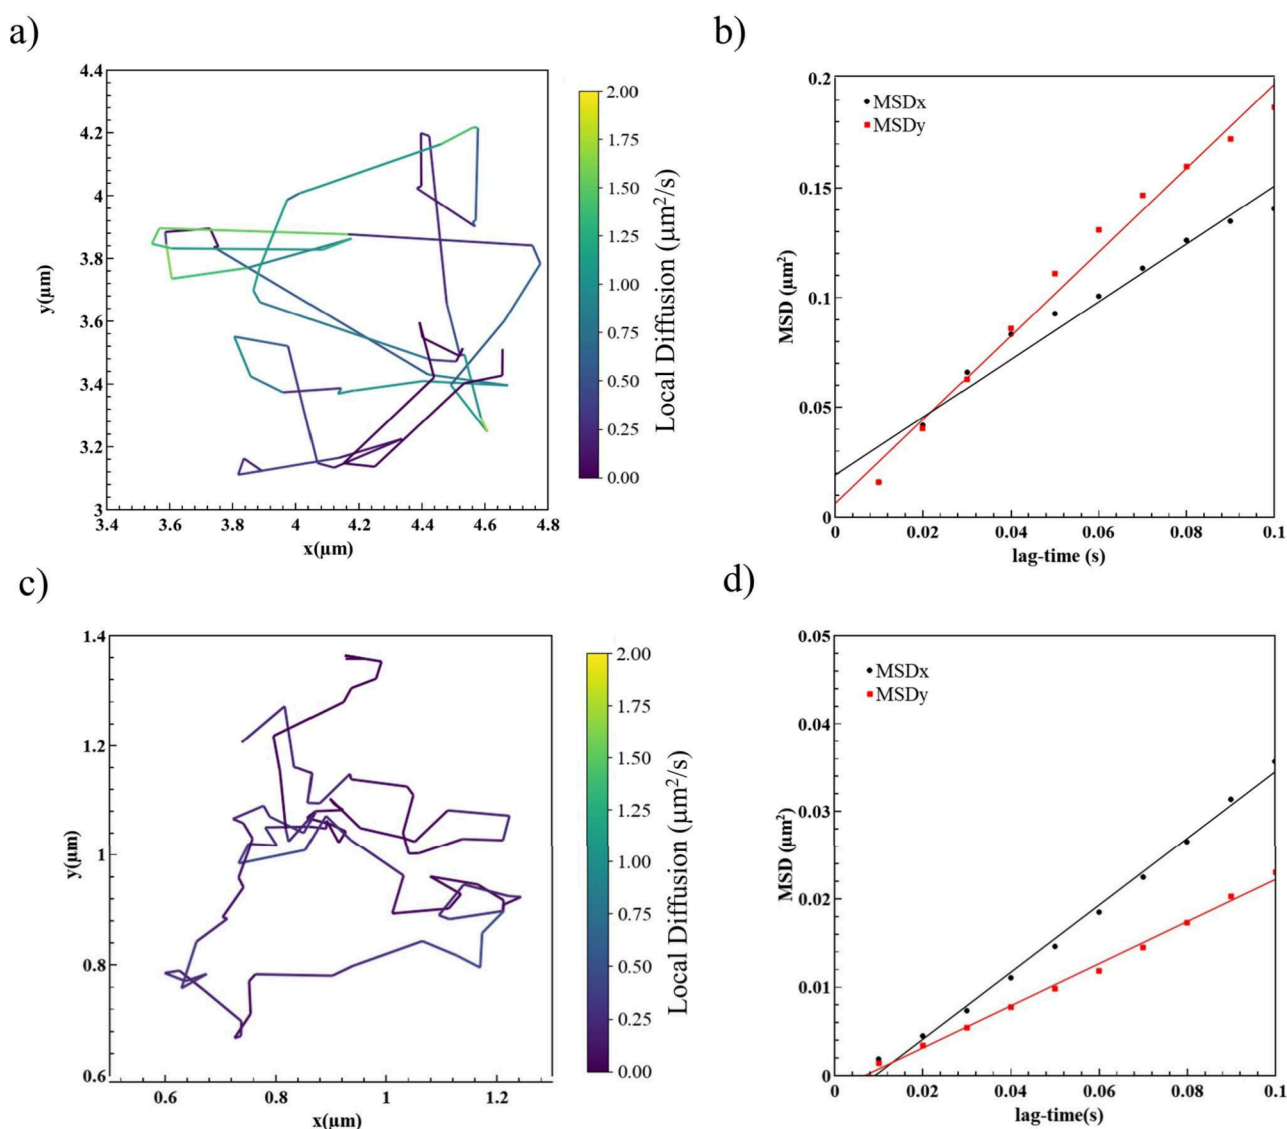 a)
4.4
4.2
4
3.8
3.6
3.4
3.2
3
3.4 3.6 3.8 4 4.2 4.4 4.6 4.8
x(µm)
y(µm)
2.00
1.75
1.50
1.25
1.00
0.75
0.50
0.25
0.00
Local Diffusion (µm²/s)
b)
0.2
0.15
0.1
0.05
0
0 0.02 0.04 0.06 0.08 0.1
MSD (µm²)
lag-time (s)
MSDx
MSDy
c)
1.4
1.2
1
0.8
0.6
0.6 0.8 1 1.2
x(µm)
y(µm)
2.00
1.75
1.50
1.25
1.00
0.75
0.50
0.25
0.00
Local Diffusion (µm²/s)
d)
0.05
0.04
0.03
0.02
0.01
0
0 0.02 0.04 0.06 0.08 0.1
MSD (µm²)
lag-time(s)
MSDx
MSDy